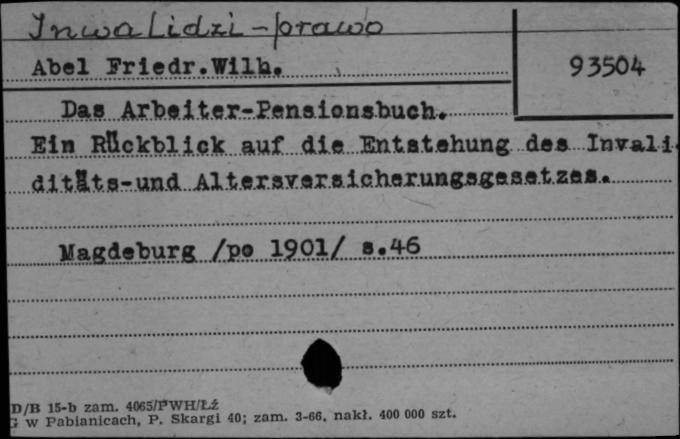 Inwalidzi-prawo
Abel Friedr.Wilh.
93504
Das Arbeiter-Pensionsbuch.
Ein Rückblick auf die Entstehung des Invali
ditäts-und Altersversicherungsgesetzes.
Magdeburg /po 1901/ s.46
D/B 15-b zam. 4065/PWH/Łź
G w Pabianicach, P. Skargi 40; zam. 3-66, nakł. 400 000 szt.